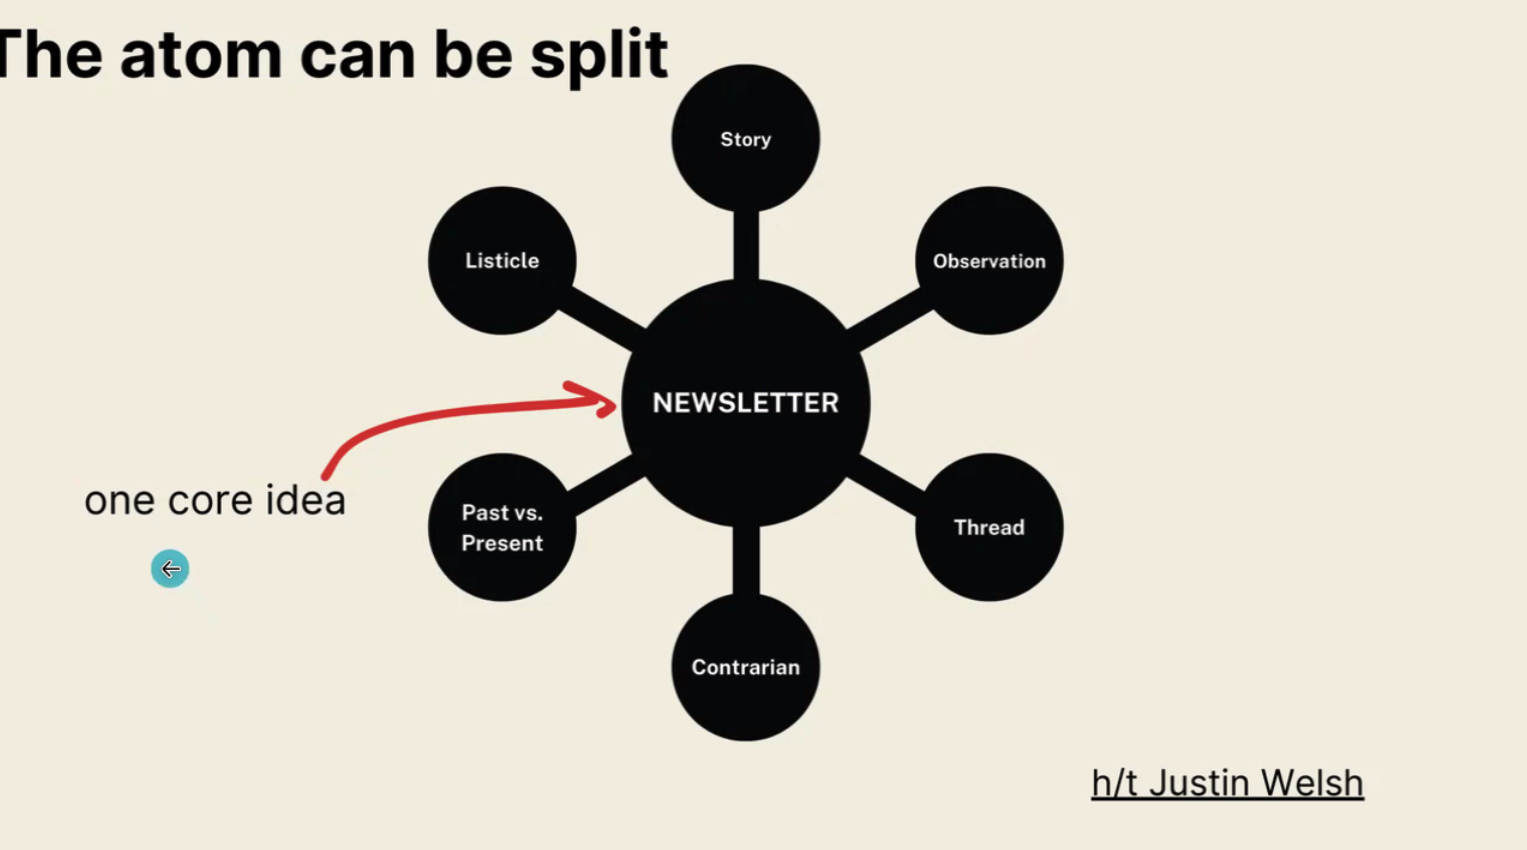 The atom can be split
Story
Listicle
Observation
NEWSLETTER
one core idea
Past vs.
Present
Thread
Contrarian
h/t Justin Welsh